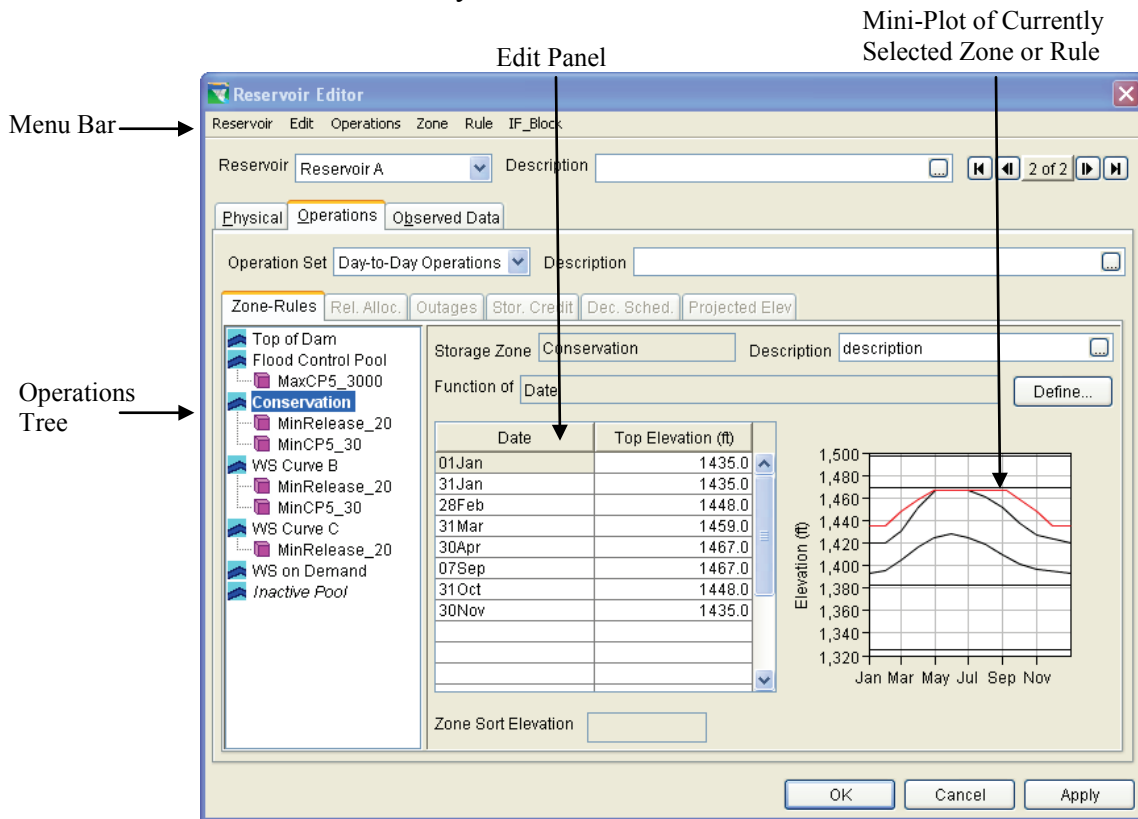 Mini-Plot of Currently
Selected Zone or Rule
Edit Panel
Menu Bar
Operations
Tree
Reservoir Editor
Reservoir Edit Operations Zone Rule IF_Block
Reservoir Reservoir A Description ... 2 of 2
Physical Operations Observed Data
Operation Set Day-to-Day Operations Description ...
Zone-Rules Rel. Alloc. Outages Stor. Credit Dec. Sched. Projected Elev
Top of Dam
Flood Control Pool
MaxCP5_3000
Conservation
MinRelease_20
MinCP5_30
WS Curve B
MinRelease_20
MinCP5_30
WS Curve C
MinRelease_20
WS on Demand
Inactive Pool
Storage Zone Conservation Description description ...
Function of Date Define...
Date Top Elevation (ft)
01Jan 1435.0
31Jan 1435.0
28Feb 1448.0
31Mar 1459.0
30Apr 1467.0
07Sep 1467.0
31Oct 1448.0
30Nov 1435.0
Elevation (ft)
1,500
1,480
1,460
1,440
1,420
1,400
1,380
1,360
1,340
1,320
Jan Mar May Jul Sep Nov
Zone Sort Elevation
OK Cancel Apply